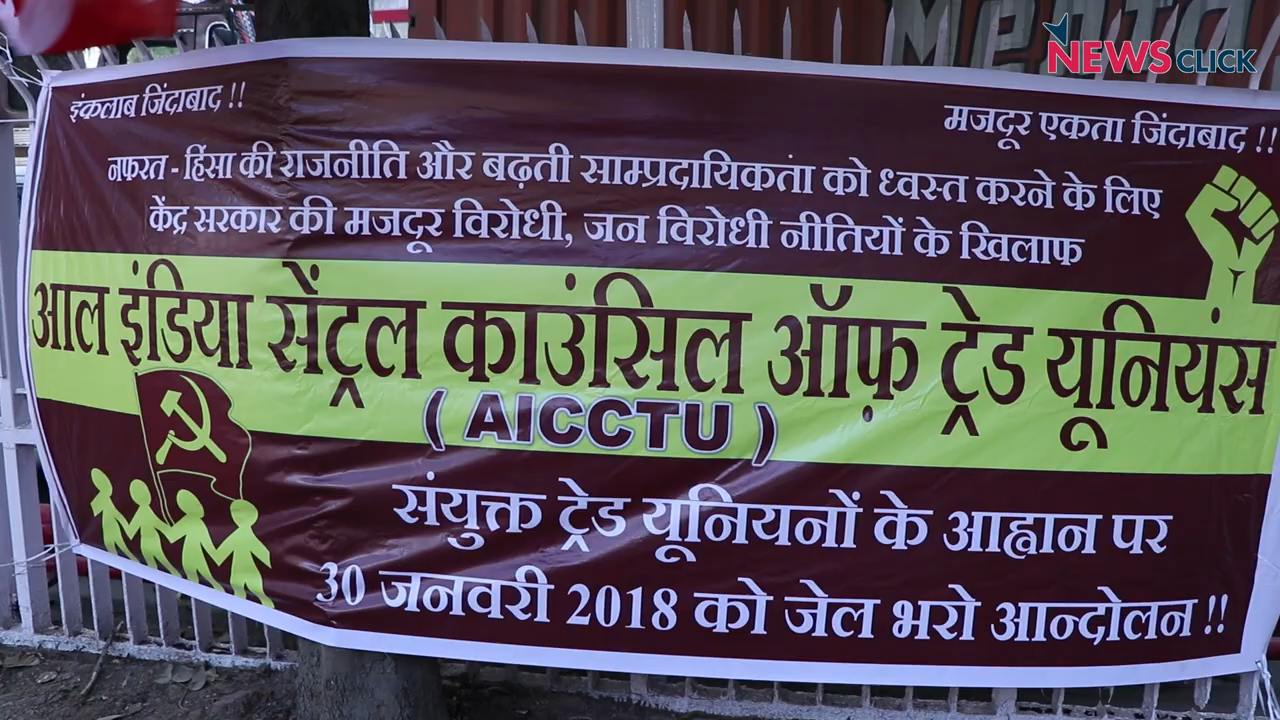 NEWSCLICK
इंकलाब जिंदाबाद !!
मजदूर एकता जिंदाबाद !!
नफरत - हिंसा की राजनीति और बढ़ती साम्प्रदायिकता को ध्वस्त करने के लिए
केंद्र सरकार की मजदूर विरोधी, जन विरोधी नीतियों के खिलाफ
आल इंडिया सेंट्रल काउंसिल ऑफ़ ट्रेड यूनियंस
( AICCTU )
संयुक्त ट्रेड यूनियनों के आह्वान पर
30 जनवरी 2018 को जेल भरो आन्दोलन !!